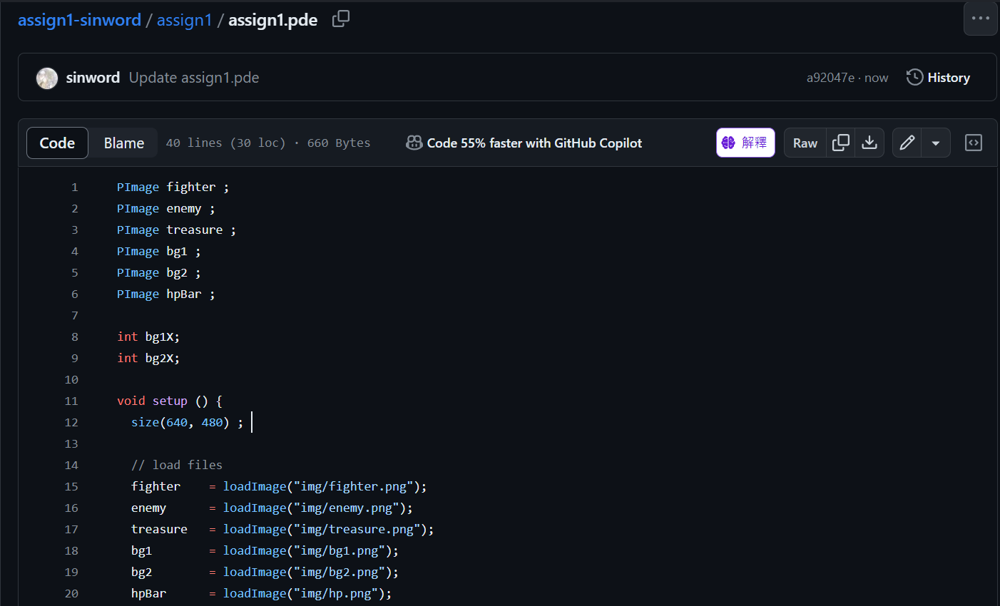 assign1-sinword / assign1 / assign1.pde
sinword Update assign1.pde a92047e · now History
Code Blame 40 lines (30 loc) · 660 Bytes Code 55% faster with GitHub Copilot 解釋 Raw
1 PImage fighter ;
2 PImage enemy ;
3 PImage treasure ;
4 PImage bg1 ;
5 PImage bg2 ;
6 PImage hpBar ;
7
8 int bg1X;
9 int bg2X;
10
11 void setup () {
12 size(640, 480) ;
13
14 // load files
15 fighter = loadImage("img/fighter.png");
16 enemy = loadImage("img/enemy.png");
17 treasure = loadImage("img/treasure.png");
18 bg1 = loadImage("img/bg1.png");
19 bg2 = loadImage("img/bg2.png");
20 hpBar = loadImage("img/hp.png");